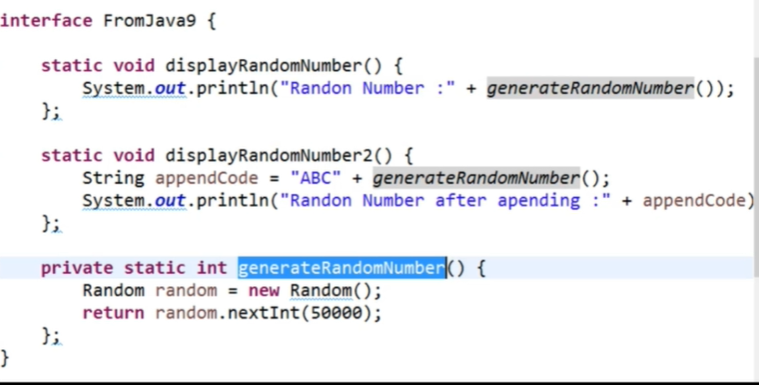 interface FromJava9 {
static void displayRandomNumber() {
System.out.println("Randon Number :" + generateRandomNumber());
};
static void displayRandomNumber2() {
String appendCode = "ABC" + generateRandomNumber();
System.out.println("Randon Number after apending :" + appendCode)
};
private static int generateRandomNumber() {
Random random = new Random();
return random.nextInt(50000);
};
}